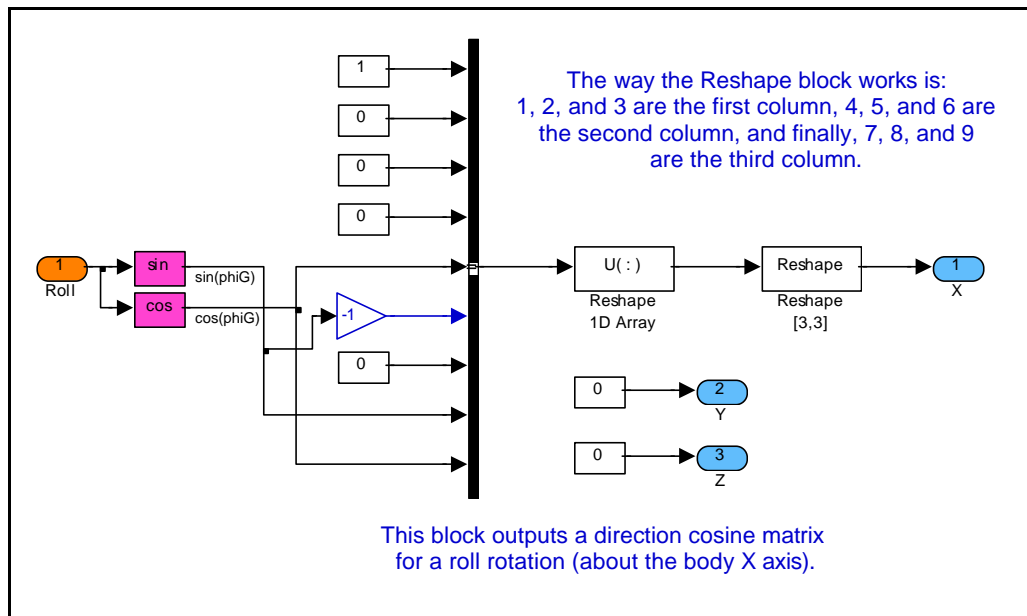 1
0
0
0
The way the Reshape block works is:
1, 2, and 3 are the first column, 4, 5, and 6 are
the second column, and finally, 7, 8, and 9
are the third column.
1
Roll
sin
sin(phiG)
cos
cos(phiG)
-1
0
U( : )
Reshape
1D Array
Reshape
Reshape
[3,3]
1
X
0
2
Y
0
3
Z
This block outputs a direction cosine matrix
for a roll rotation (about the body X axis).